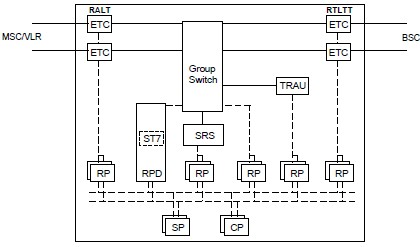 RALT
RTLTT
ETC
ETC
MSC/VLR
BSC
ETC
ETC
Group
Switch
TRAU
ST7
SRS
RP
RPD
RP
RP
RP
RP
SP
CP